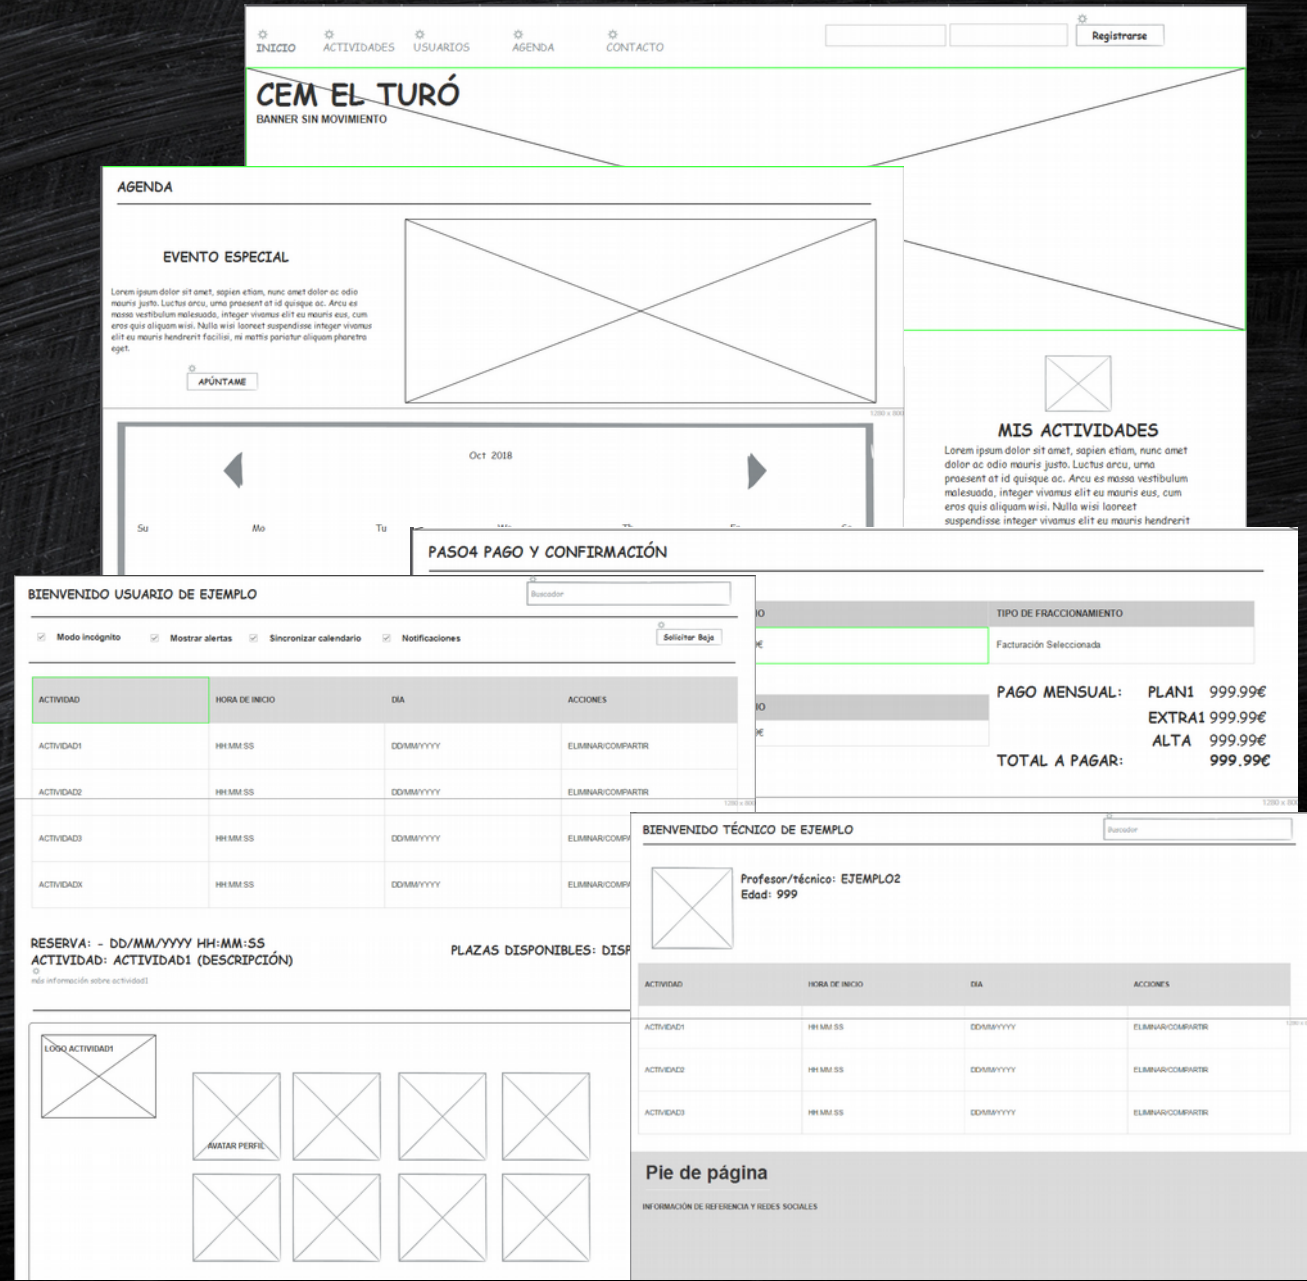 INICIO ACTIVIDADES USUARIOS AGENDA CONTACTO Registrarse
CEM EL TURÓ
BANNER SIN MOVIMIENTO
AGENDA
EVENTO ESPECIAL
Lorem ipsum dolor sit amet, sapien etiam, nunc amet dolor ac odio
mauris justo. Luctus arcu, urna praesent at id quisque ac. Arcu es
massa vestibulum malesuada, integer vivamus elit eu mauris eus, cum
eros quis aliquam wisi. Nulla wisi laoreet suspendisse integer vivamus
elit eu mauris hendrerit facilisi, mi mattis pariatur aliquam pharetra
eget.
APÚNTAME
1280 x 800
Oct 2018
Su Mo Tu
MIS ACTIVIDADES
Lorem ipsum dolor sit amet, sapien etiam, nunc amet
dolor ac odio mauris justo. Luctus arcu, urna
praesent at id quisque ac. Arcu es massa vestibulum
malesuada, integer vivamus elit eu mauris eus, cum
eros quis aliquam wisi. Nulla wisi laoreet
suspendisse integer vivamus elit eu mauris hendrerit
PASO4 PAGO Y CONFIRMACIÓN
IO TIPO DE FRACCIONAMIENTO
€ Facturación Seleccionada
IO
€
PAGO MENSUAL: PLAN1 999.99€
EXTRA1 999.99€
ALTA 999.99€
TOTAL A PAGAR: 999.99€
1280 x 800
BIENVENIDO USUARIO DE EJEMPLO Buscador
Modo incógnito Mostrar alertas Sincronizar calendario Notificaciones Solicitar Baja
ACTIVIDAD HORA DE INICIO DÍA ACCIONES
ACTIVIDAD1 HH:MM:SS DD/MM/YYYY ELIMINAR/COMPARTIR
ACTIVIDAD2 HH:MM:SS DD/MM/YYYY ELIMINAR/COMPARTIR
1280 x 800
ACTIVIDAD3 HH:MM:SS DD/MM/YYYY ELIMINAR/COMPA
ACTIVIDADX HH:MM:SS DD/MM/YYYY ELIMINAR/COMPA
RESERVA: - DD/MM/YYYY HH:MM:SS
ACTIVIDAD: ACTIVIDAD1 (DESCRIPCIÓN)
PLAZAS DISPONIBLES: DISP
más información sobre actividad1
LOGO ACTIVIDAD1
AVATAR PERFIL
BIENVENIDO TÉCNICO DE EJEMPLO Buscador
Profesor/técnico: EJEMPLO2
Edad: 999
ACTIVIDAD HORA DE INICIO DIA ACCIONES
ACTIVIDAD1 HH:MM:SS DD/MM/YYYY ELIMINAR/COMPARTIR
ACTIVIDAD2 HH:MM:SS DD/MM/YYYY ELIMINAR/COMPARTIR
ACTIVIDAD3 HH:MM:SS DD/MM/YYYY ELIMINAR/COMPARTIR
Pie de página
INFORMACIÓN DE REFERENCIA Y REDES SOCIALES